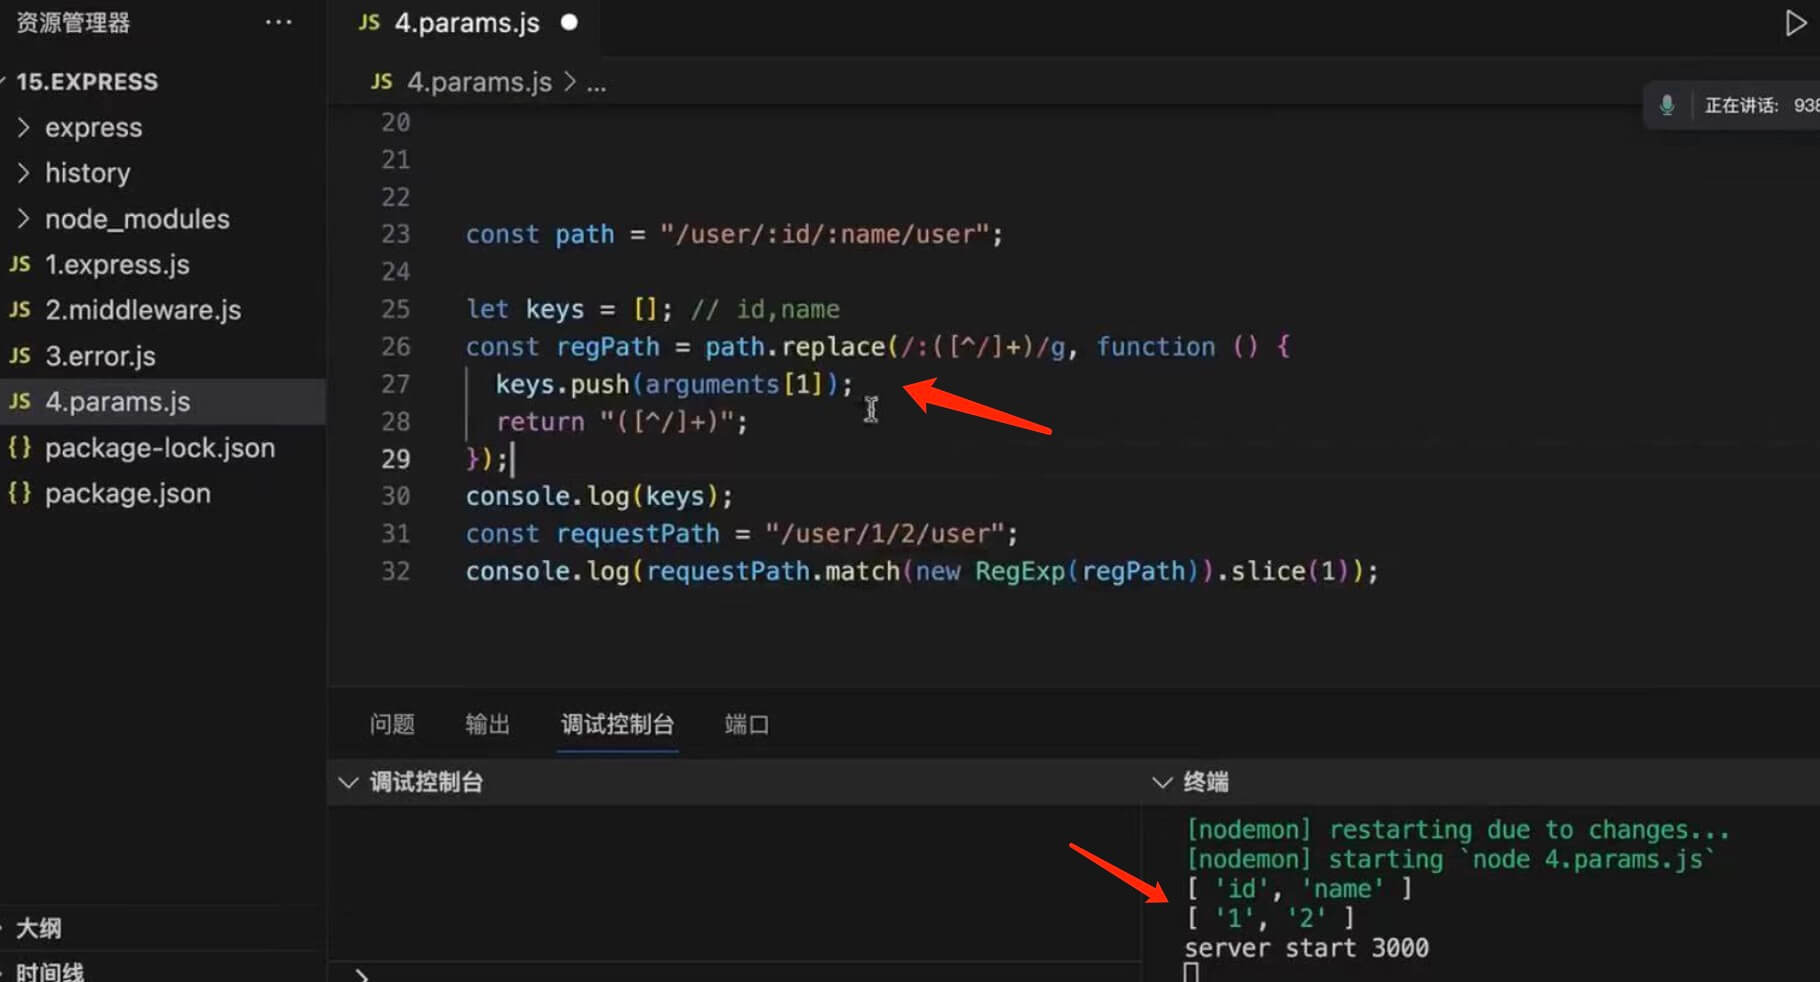 资源管理器 ···
15.EXPRESS
express
history
node_modules
JS 1.express.js
JS 2.middleware.js
JS 3.error.js
JS 4.params.js
{} package-lock.json
{} package.json
大纲
时间线
JS 4.params.js
JS 4.params.js > ...
正在讲话: 938
20
21
22
23 const path = "/user/:id/:name/user";
24
25 let keys = []; // id,name
26 const regPath = path.replace(/:([^/]+)/g, function () {
27 keys.push(arguments[1]);
28 return "([^/]+)";
29 });
30 console.log(keys);
31 const requestPath = "/user/1/2/user";
32 console.log(requestPath.match(new RegExp(regPath)).slice(1));
问题 输出 调试控制台 端口
调试控制台
终端
[nodemon] restarting due to changes...
[nodemon] starting `node 4.params.js`
[ 'id', 'name' ]
[ '1', '2' ]
server start 3000